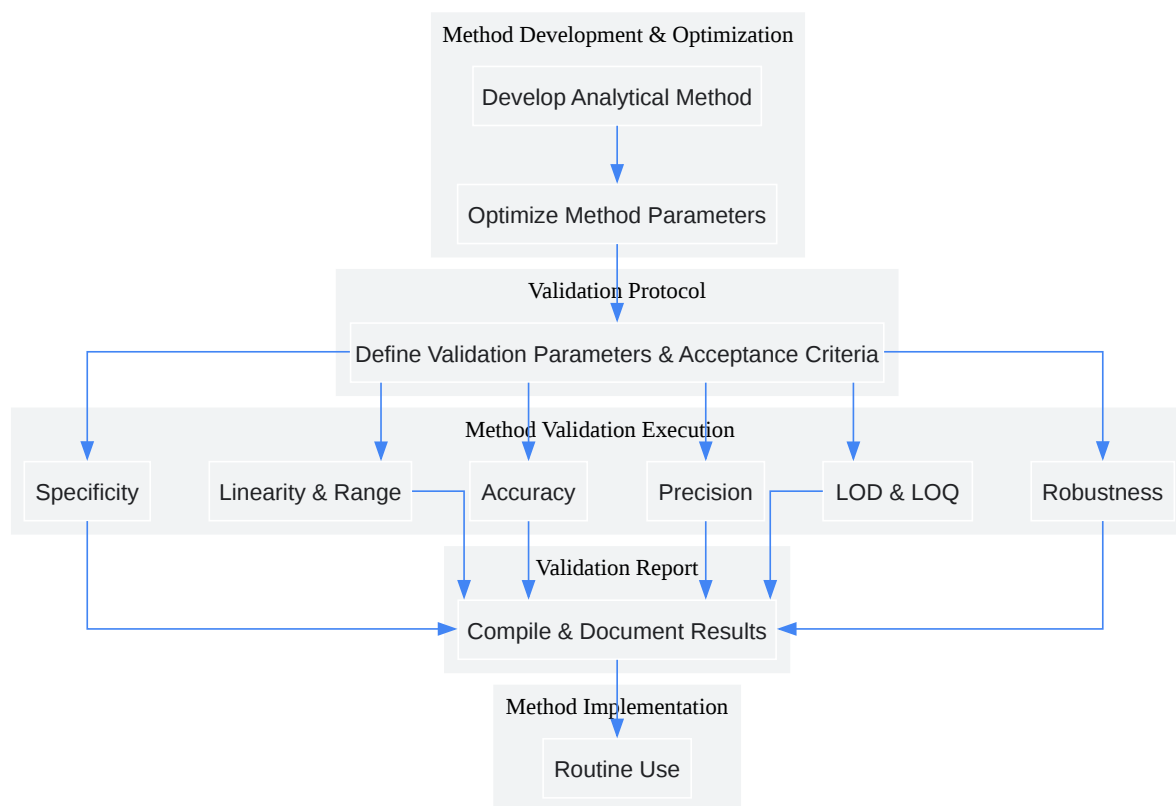 Method Development & Optimization
Develop Analytical Method
Optimize Method Parameters
Validation Protocol
Define Validation Parameters & Acceptance Criteria
Method Validation Execution
Specificity
Linearity & Range
Accuracy
Precision
LOD & LOQ
Robustness
Validation Report
Compile & Document Results
Method Implementation
Routine Use